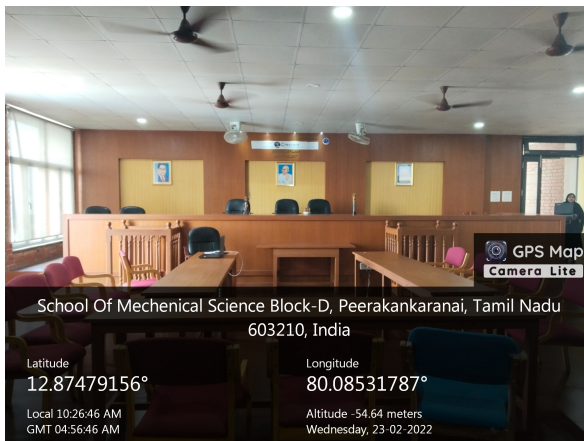 Crescent
GPS Map
Camera Lite
School Of Mechenical Science Block-D, Peerakankaranai, Tamil Nadu
603210, India
Latitude
12.87479156°
Longitude
80.08531787°
Local 10:26:46 AM
GMT 04:56:46 AM
Altitude -54.64 meters
Wednesday, 23-02-2022